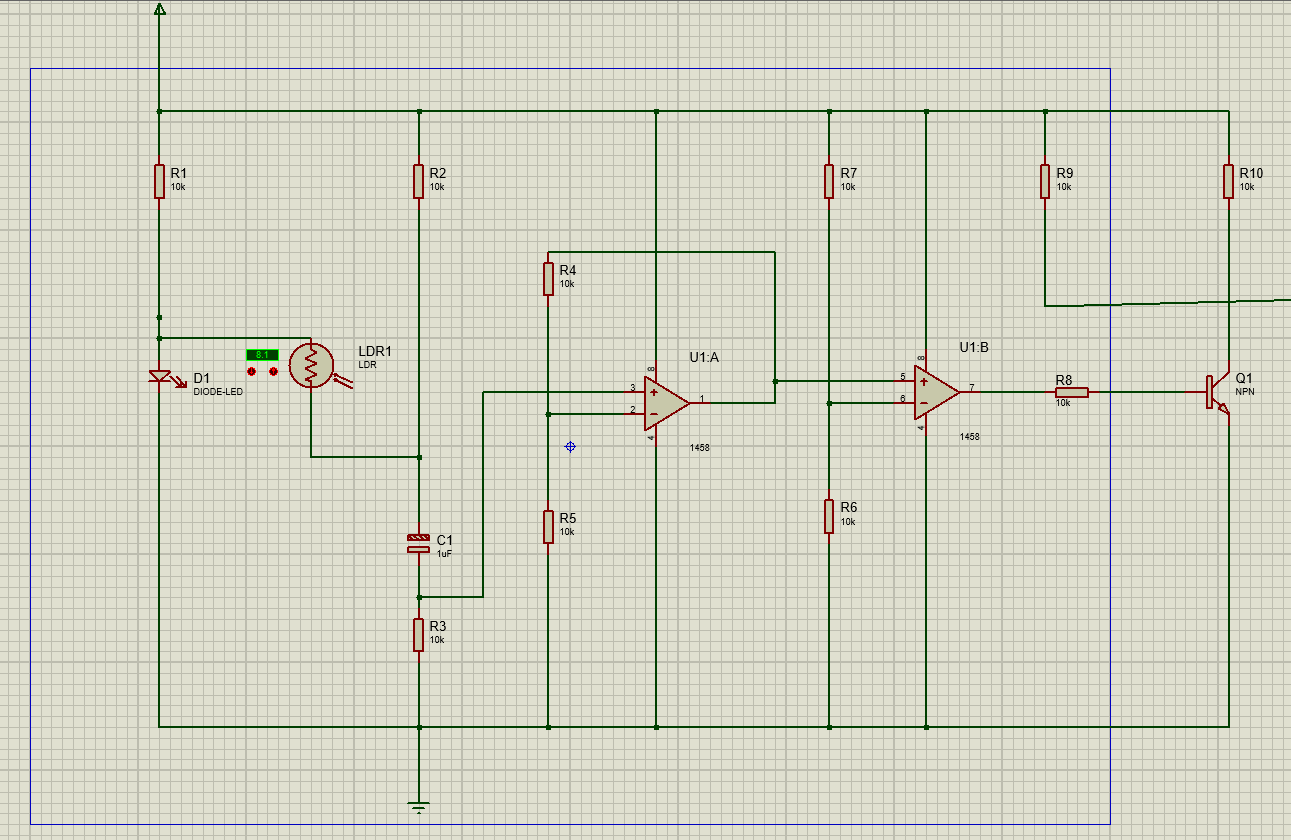 R1
10k
R2
10k
R7
10k
R9
10k
R10
10k
R4
10k
8.1
LDR1
LDR
D1
DIODE-LED
U1:A
8
3
2
1
4
1458
U1:B
8
5
6
7
4
1458
R8
10k
Q1
NPN
R5
10k
R6
10k
C1
1uF
R3
10k